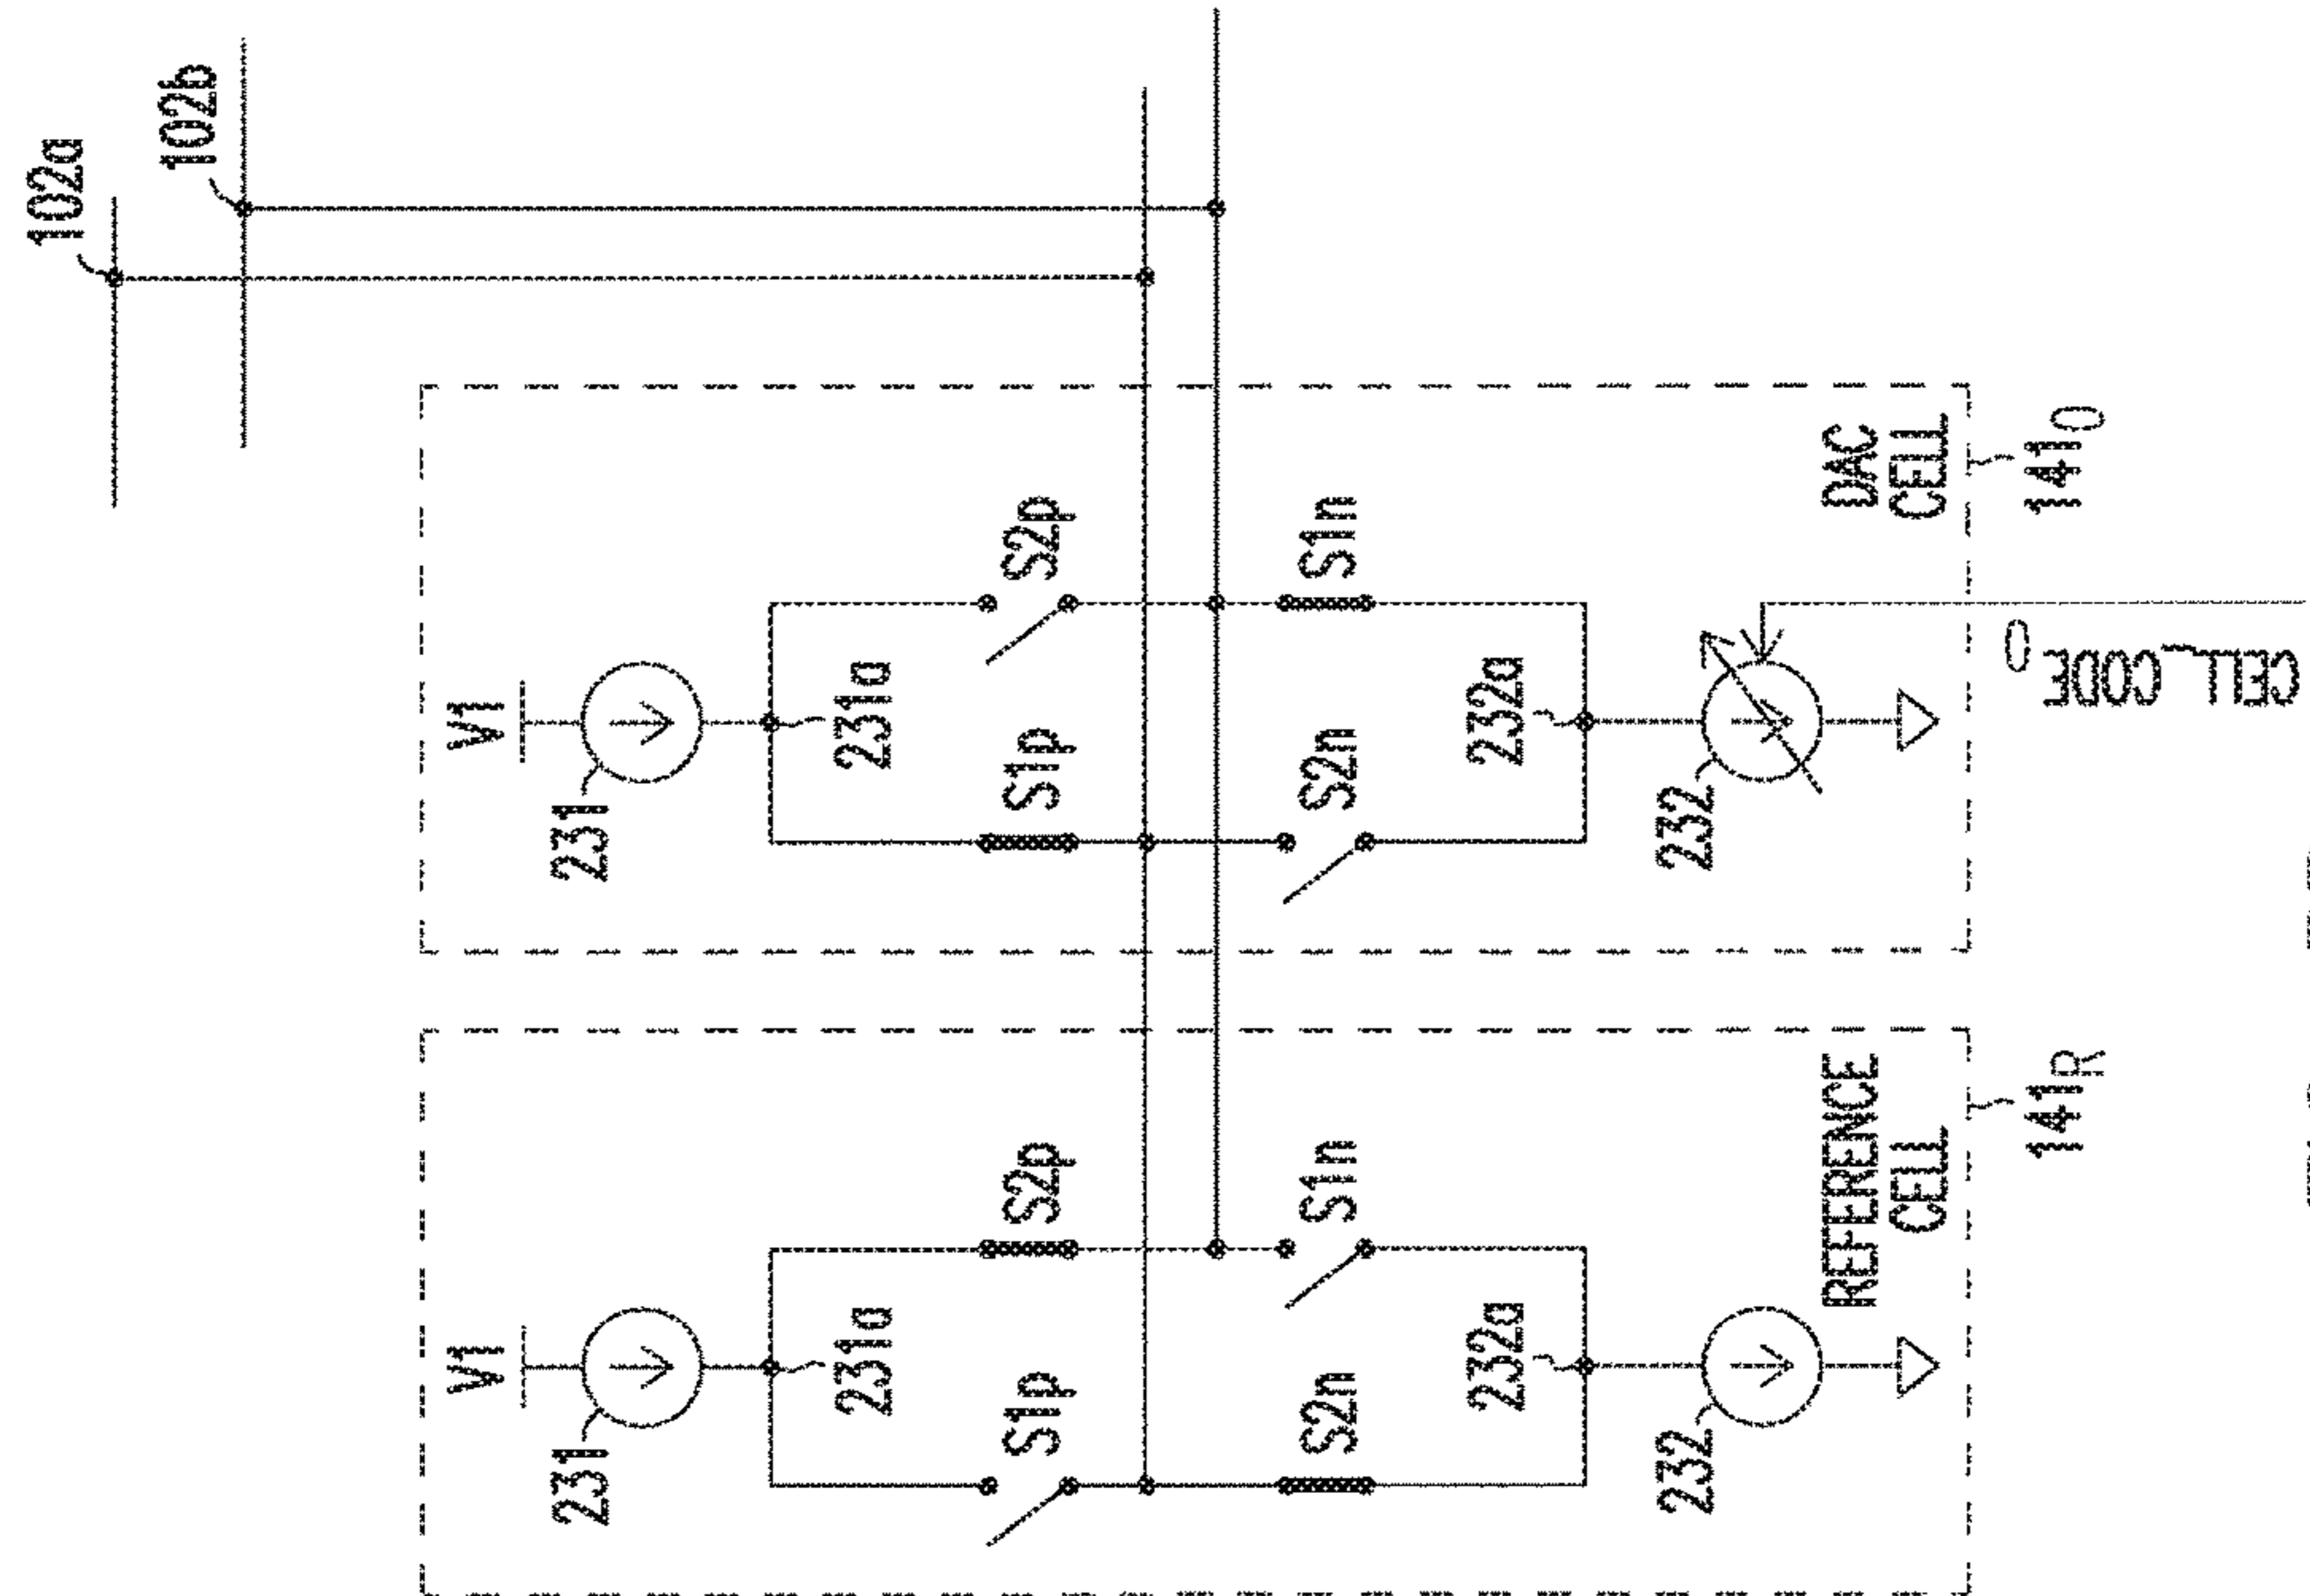 102a
102b
V1
231
231a
S1p
S2p
S2n
S1n
232a
232
DAC
CELL
141₀
CELL_CODE₀
V1
231
231a
S1p
S2p
S2n
S1n
232a
232
REFERENCE
CELL
141R